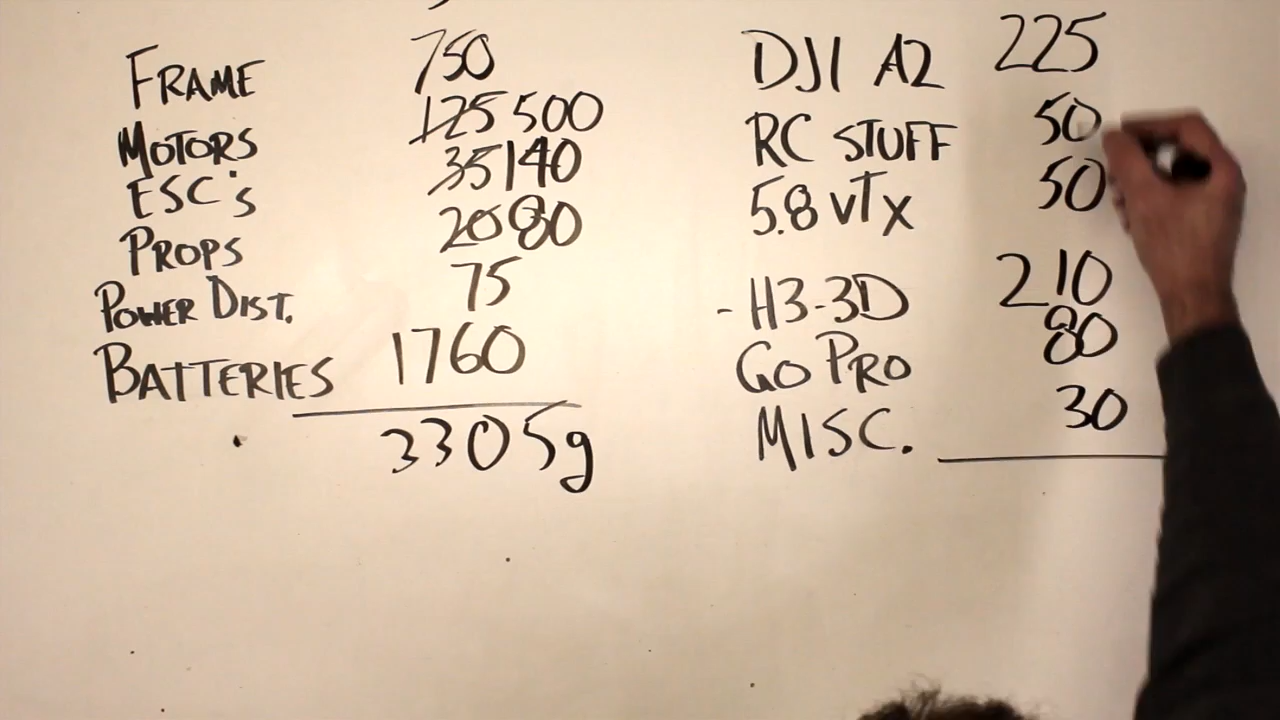 FRAME 750
MOTORS 125 500
ESC's 35 140
PROPS 20 80
POWER DIST. 75
BATTERIES 1760
3305g
DJI A2 225
RC STUFF 50
5.8 vTx 50
- H3-3D 210
GO PRO 80
MISC. 30